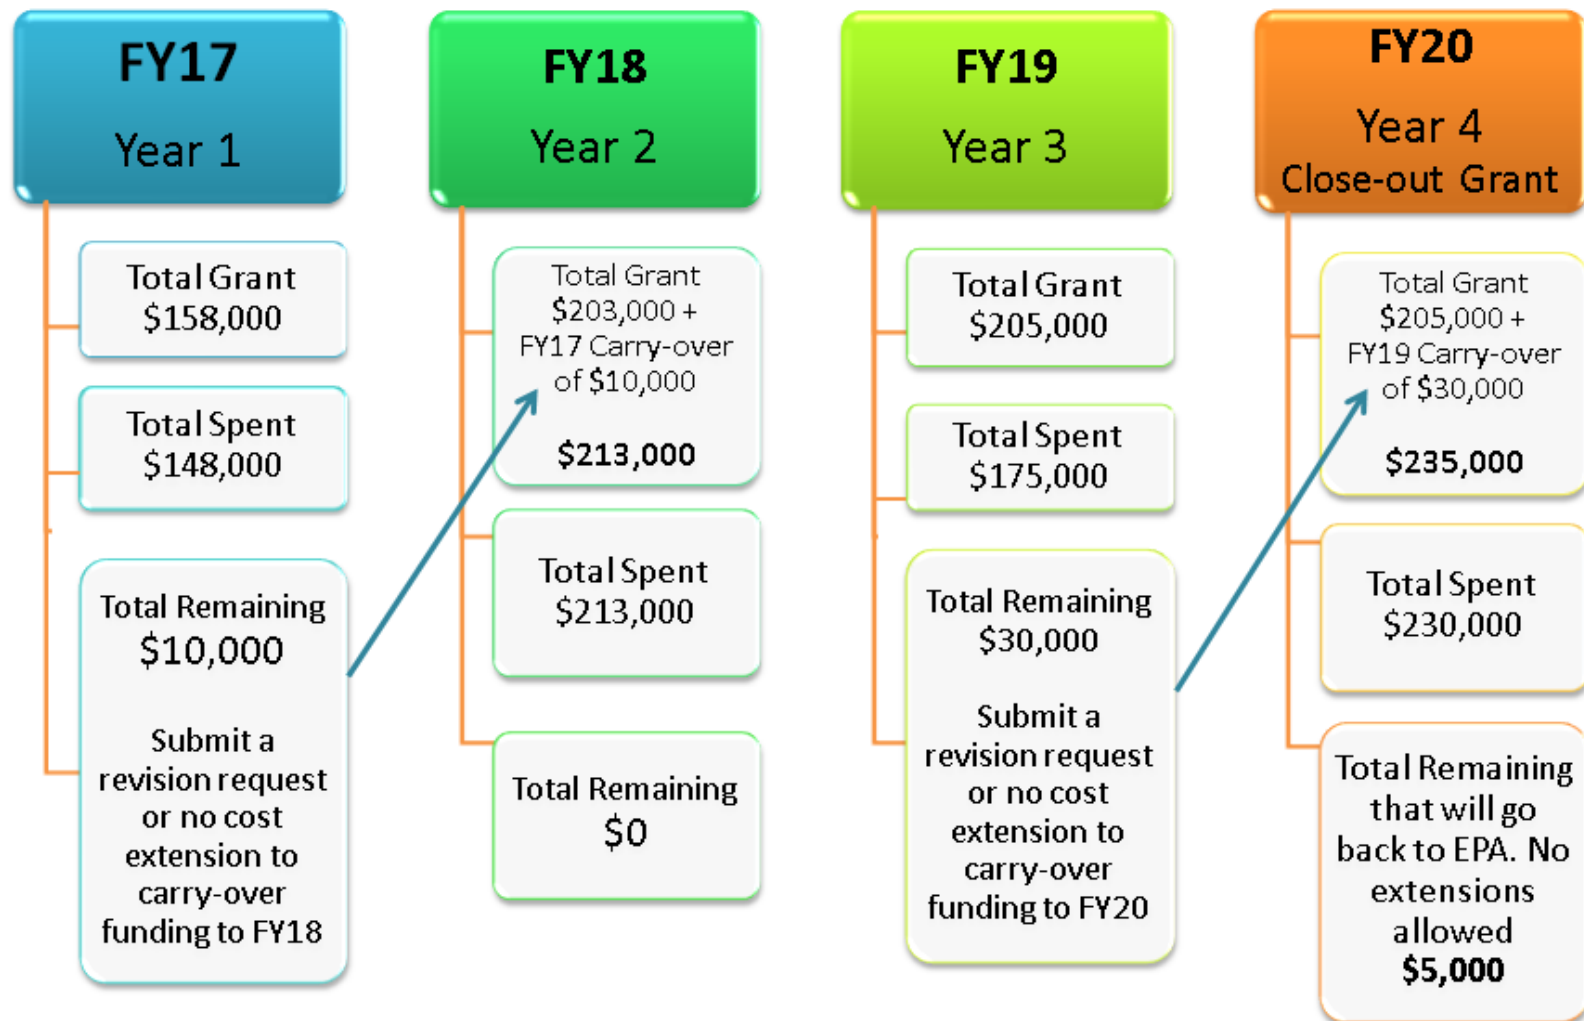 FY17
Year 1
Total Grant
$158,000
Total Spent
$148,000
Total Remaining
$10,000
Submit a
revision request
or no cost
extension to
carry-over
funding to FY18
FY18
Year 2
Total Grant
$203,000 +
FY17 Carry-over
of $10,000
$213,000
Total Spent
$213,000
Total Remaining
$0
FY19
Year 3
Total Grant
$205,000
Total Spent
$175,000
Total Remaining
$30,000
Submit a
revision request
or no cost
extension to
carry-over
funding to FY20
FY20
Year 4
Close-out Grant
Total Grant
$205,000 +
FY19 Carry-over
of $30,000
$235,000
Total Spent
$230,000
Total Remaining
that will go
back to EPA. No
extensions
allowed
$5,000